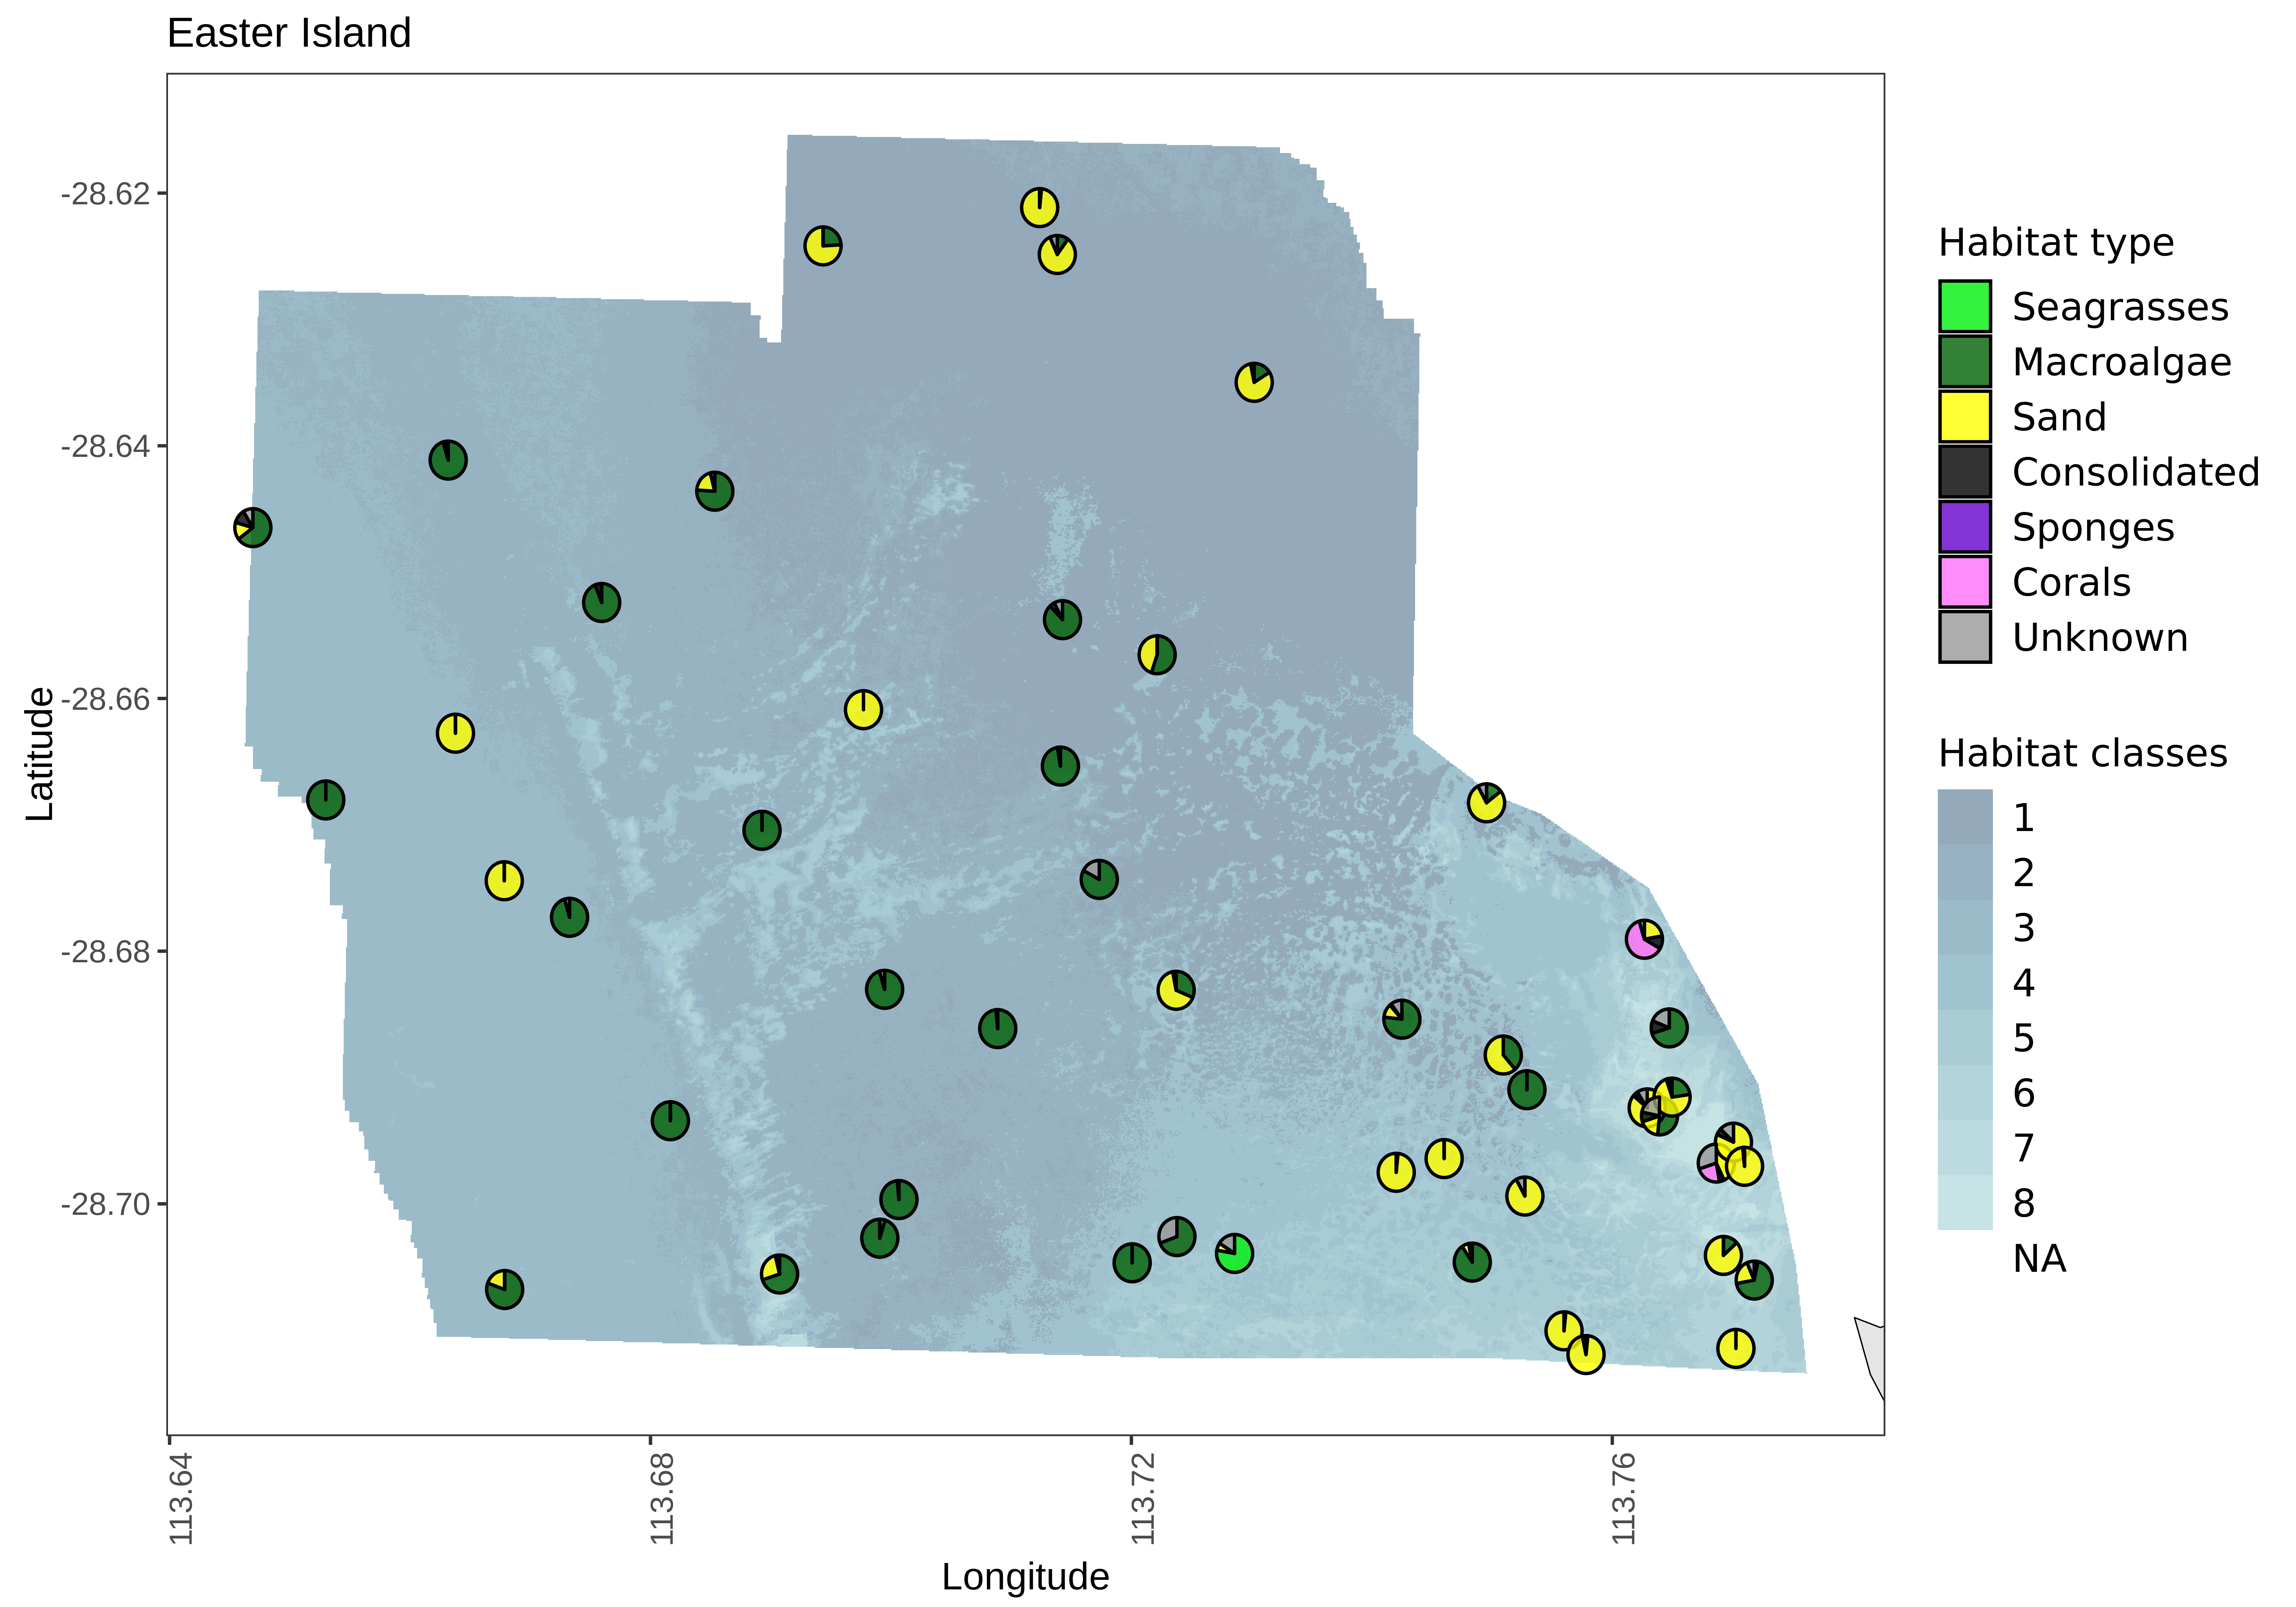 Easter Island
Latitude
-28.62
-28.64
-28.66
-28.68
-28.70
113.64
113.68
113.72
113.76
Longitude
Habitat type
Seagrasses
Macroalgae
Sand
Consolidated
Sponges
Corals
Unknown
Habitat classes
1
2
3
4
5
6
7
8
NA